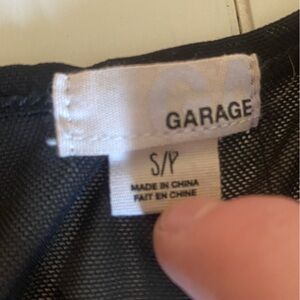 GARAGE
S/P
MADE IN CHINA
FAIT EN CHINE